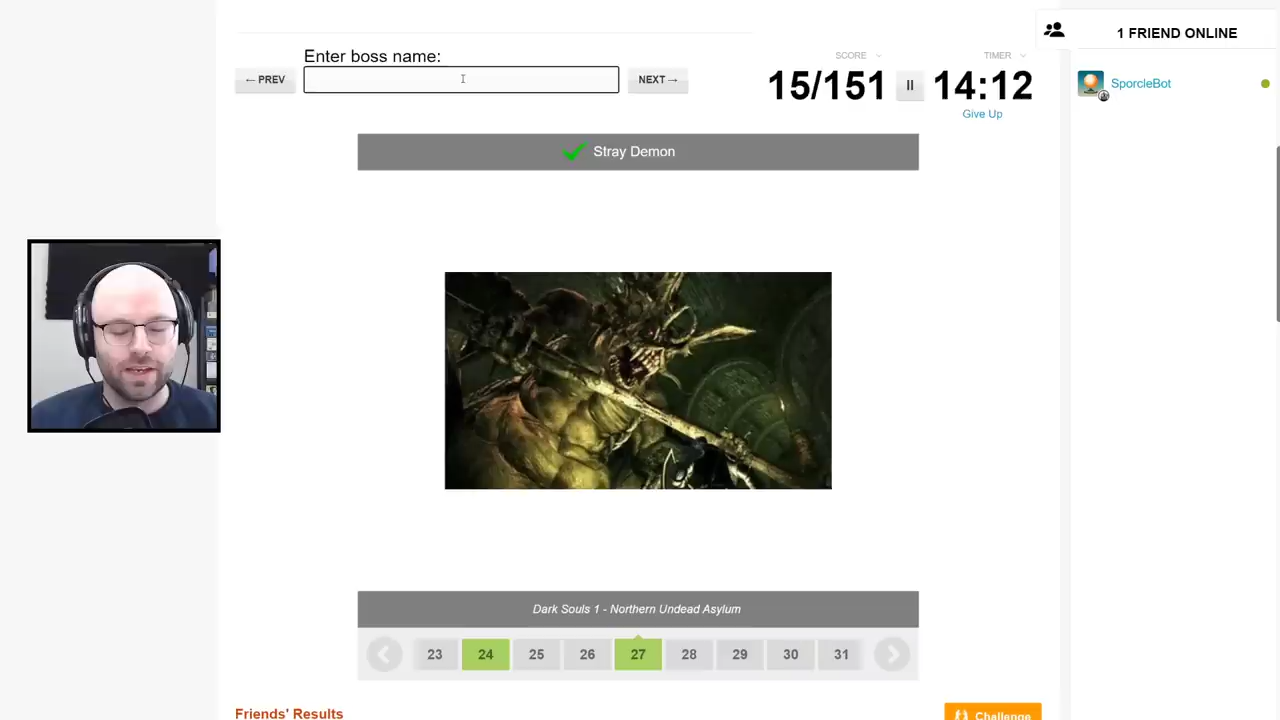 1 FRIEND ONLINE
SporcleBot
Enter boss name:
← PREV
NEXT →
SCORE
15/151
TIMER
14:12
Give Up
Stray Demon
Dark Souls 1 - Northern Undead Asylum
23 24 25 26 27 28 29 30 31
Friends' Results
Challenge